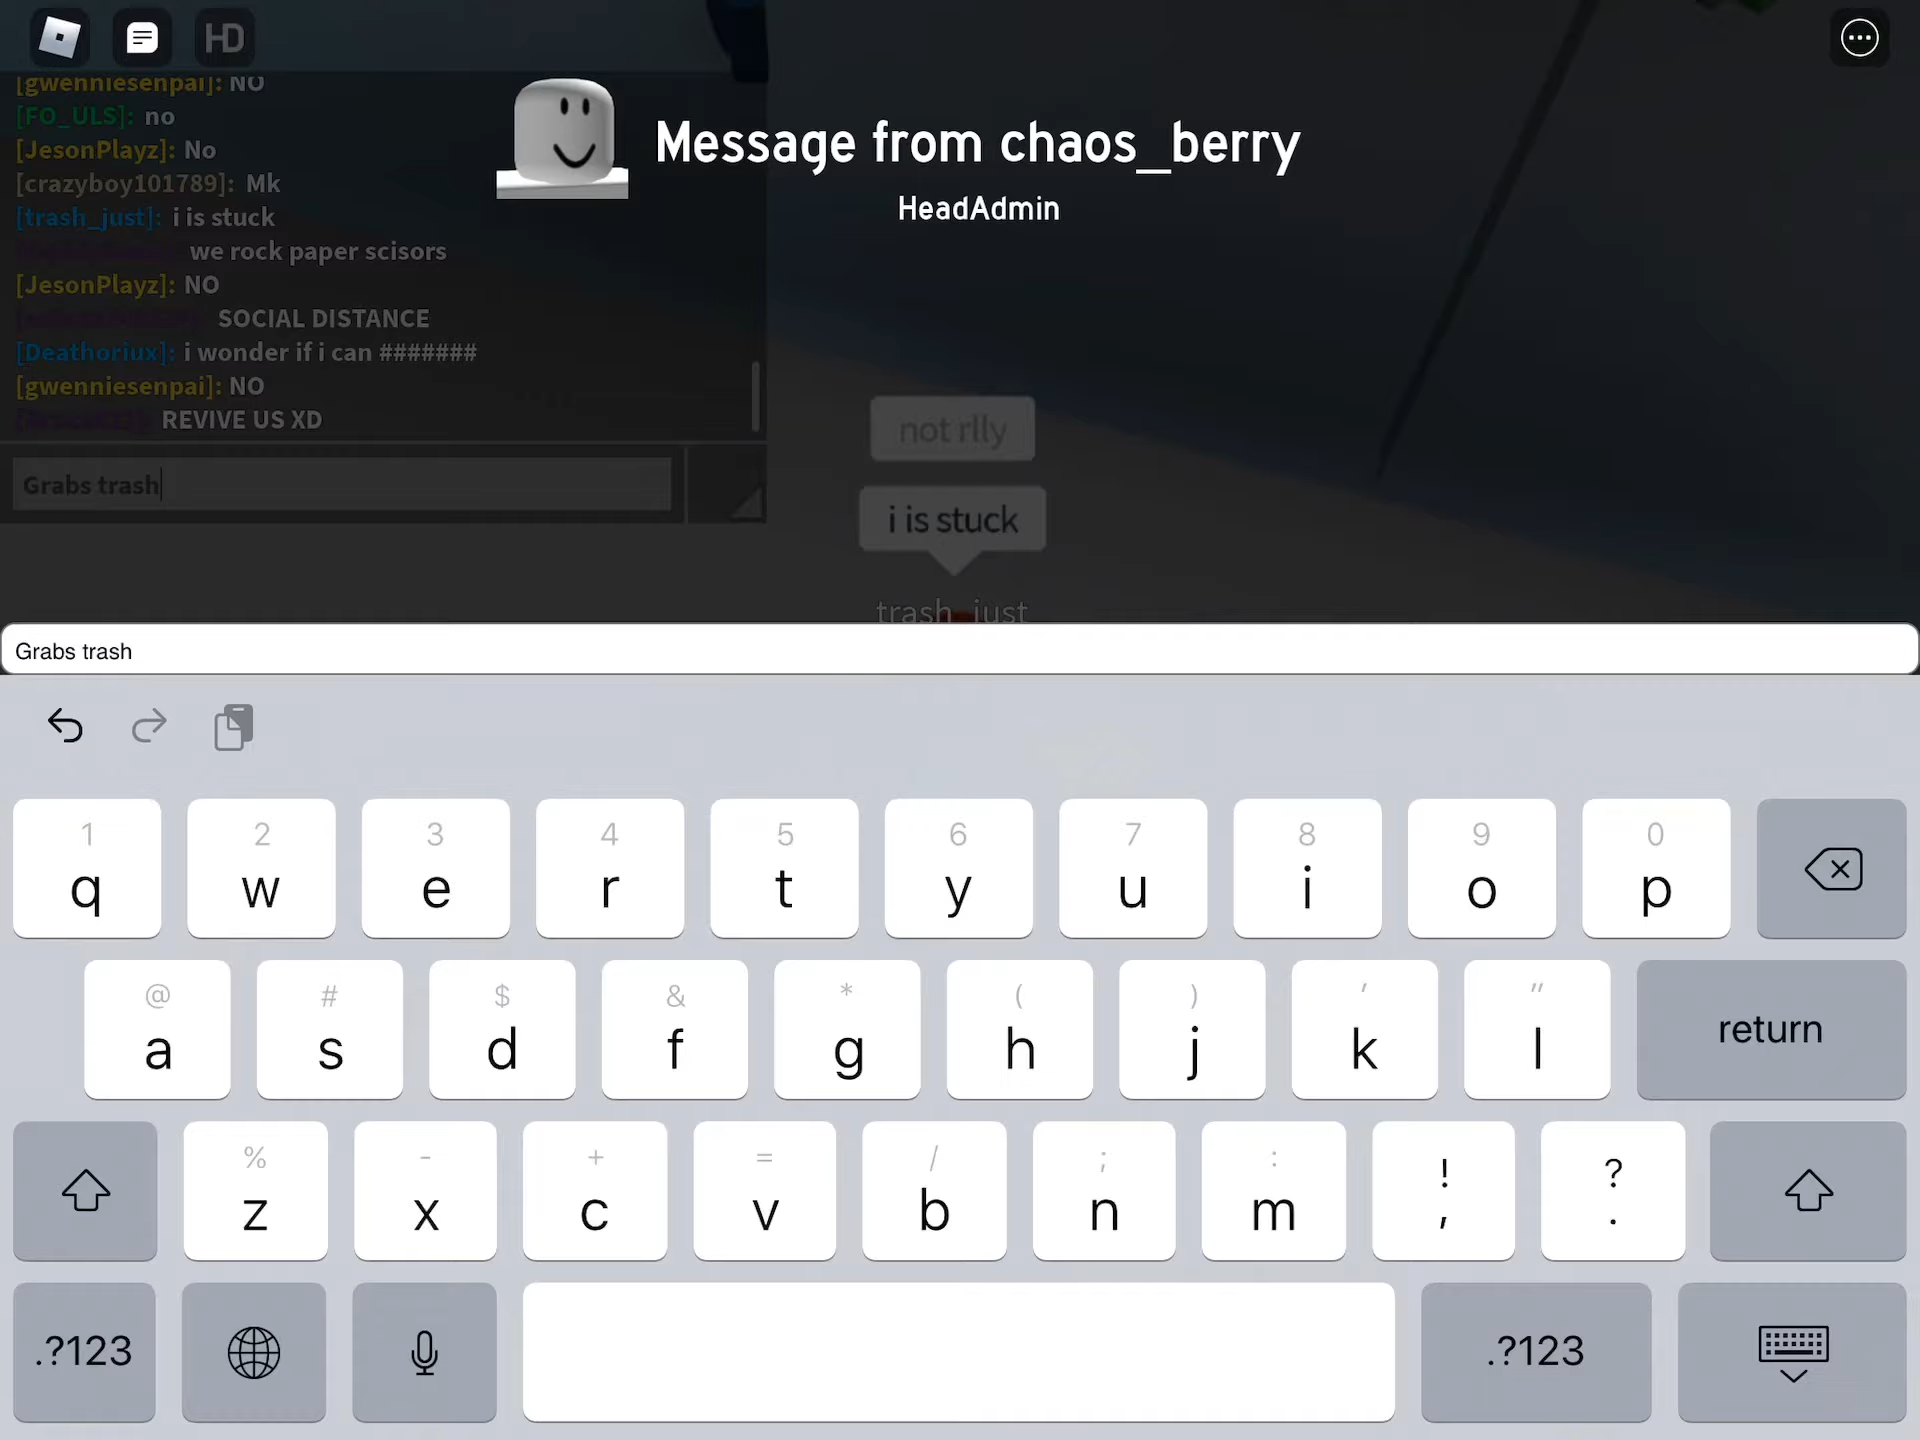 HD
[gwenniesenpai]: NO
[FO_ULS]: no
[JesonPlayz]: No
[crazyboy101789]: Mk
[trash_just]: i is stuck
we rock paper scisors
[JesonPlayz]: NO
SOCIAL DISTANCE
[Deathoriux]: i wonder if i can #######
[gwenniesenpai]: NO
REVIVE US XD
Grabs trash
Message from chaos_berry
HeadAdmin
not rlly
i is stuck
trash_just
Grabs trash
1 2 3 4 5 6 7 8 9 0
q w e r t y u i o p
@ # $ & * ( ) ' "
a s d f g h j k l return
% - + = / ; : ! ?
z x c v b n m , .
.?123 .?123